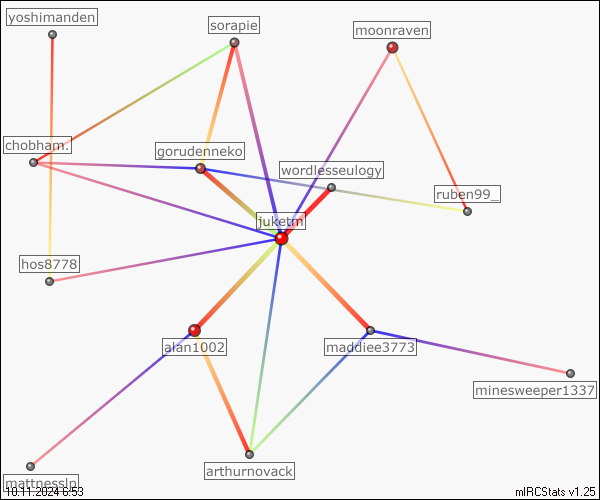 yoshimanden
sorapie
moonraven
chobham.
gorudenneko
wordlesseulogy
ruben99_
juketm
hos8778
alan1002
maddiee3773
minesweeper1337
arthurnovack
mattnessln
10.11.2024 6:53
mIRCStats v1.25